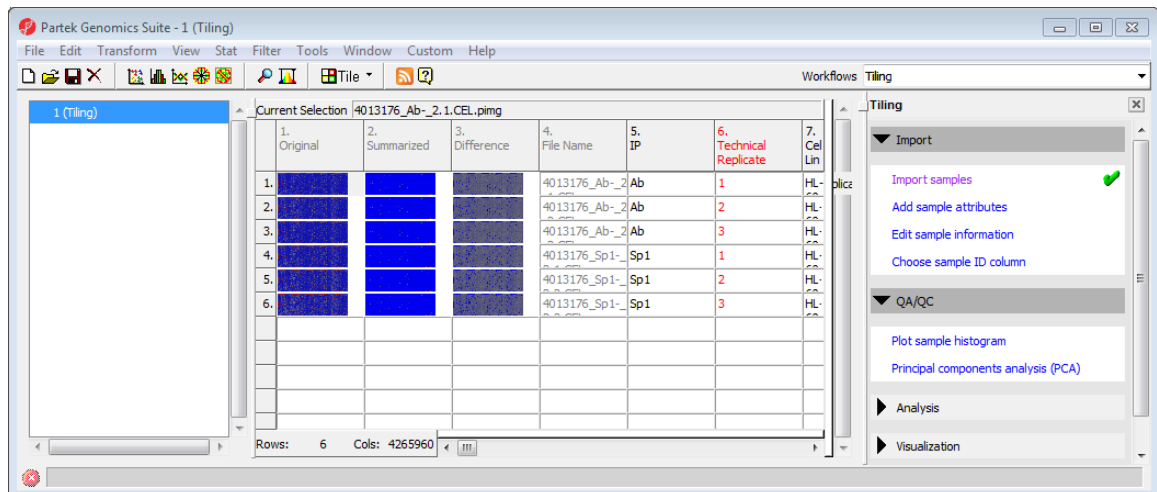 Partek Genomics Suite - 1 (Tiling)
File Edit Transform View Stat Filter Tools Window Custom Help
Tile Workflows Tiling
1 (Tiling)
Current Selection 4013176_Ab-_2.1.CEL.pimg
1. Original 2. Summarized 3. Difference 4. File Name 5. IP 6. Technical Replicate 7. Cel Lin
1. 4013176_Ab-_2 Ab 1 HL-
2. 4013176_Ab-_2 Ab 2 HL-
3. 4013176_Ab-_2 Ab 3 HL-
4. 4013176_Sp1-_ Sp1 1 HL-
5. 4013176_Sp1-_ Sp1 2 HL-
6. 4013176_Sp1-_ Sp1 3 HL-
plica
Rows: 6 Cols: 4265960
Tiling
Import
Import samples
Add sample attributes
Edit sample information
Choose sample ID column
QA/QC
Plot sample histogram
Principal components analysis (PCA)
Analysis
Visualization